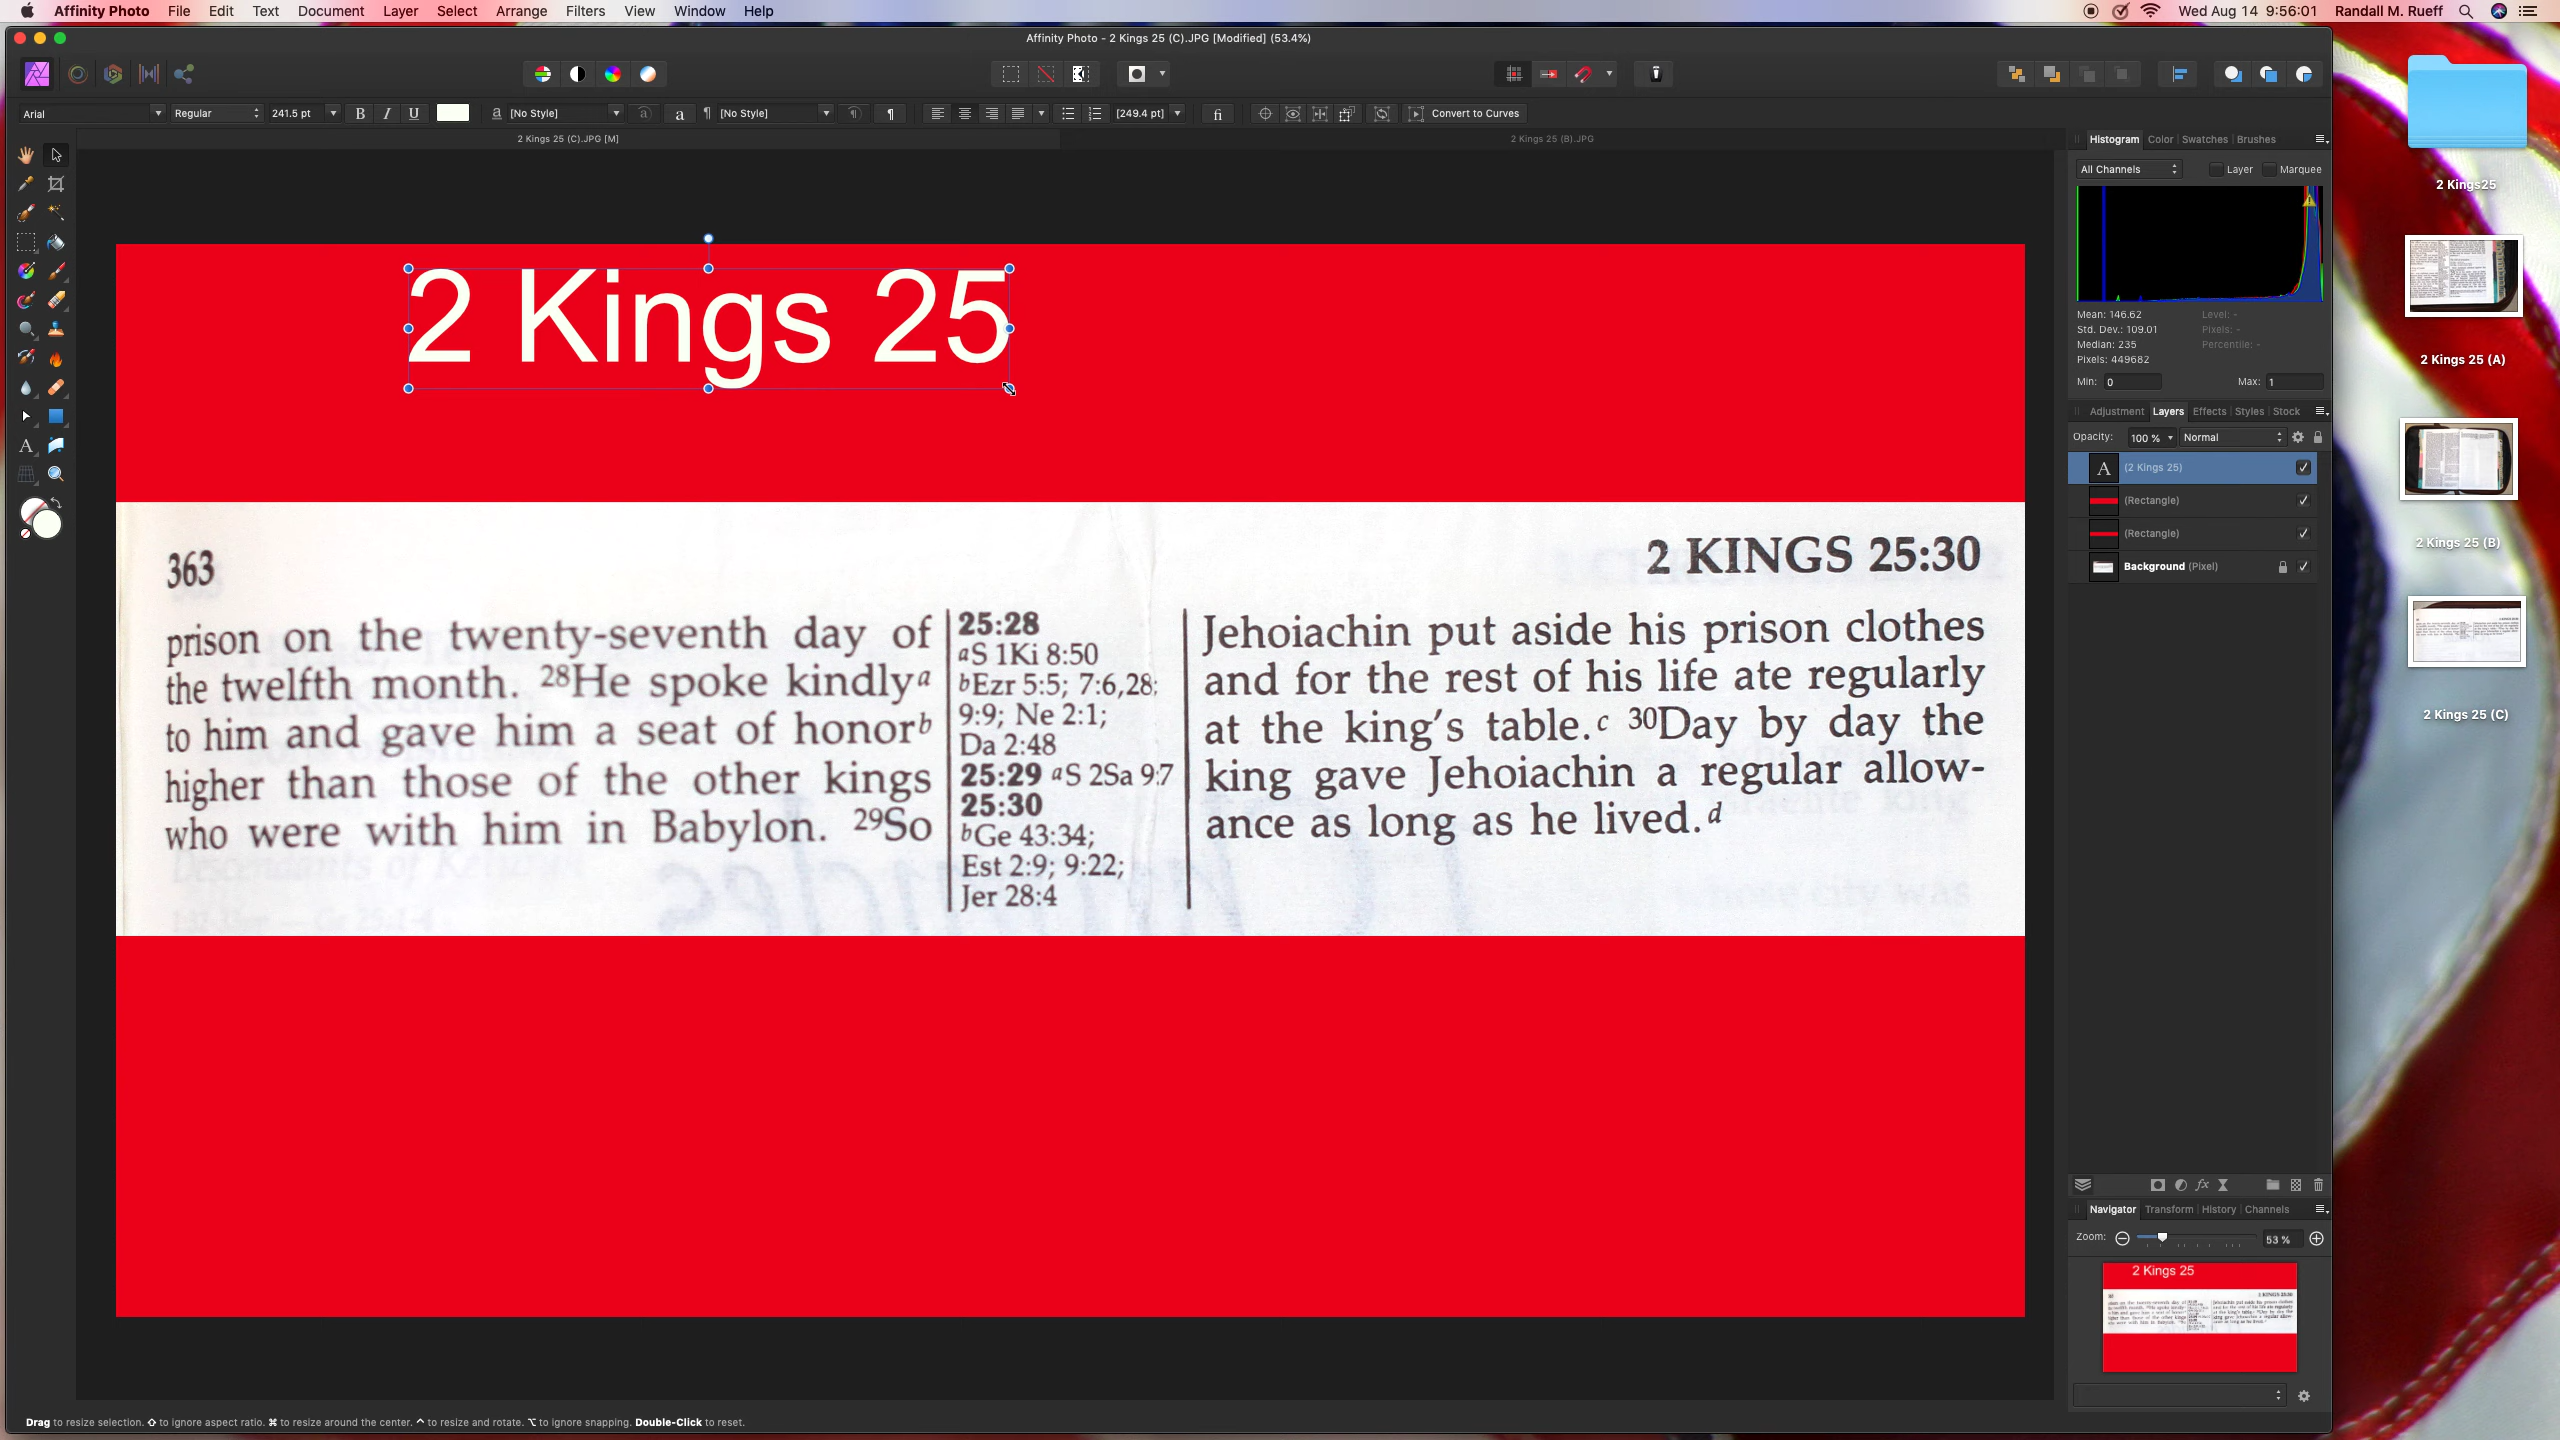 Affinity Photo File Edit Text Document Layer Select Arrange Filters View Window Help
Wed Aug 14 9:56:01 Randall M. Rueff
Affinity Photo - 2 Kings 25 (C).JPG [Modified] (53.4%)
Arial Regular 241.5 pt B I U a [No Style] a a ¶ [No Style] ¶ ¶ [249.4 pt] fi Convert to Curves
2 Kings 25 (C).JPG [M]
2 Kings 25 (B).JPG
2 Kings 25
363
2 KINGS 25:30
prison on the twenty-seventh day of
the twelfth month. 28He spoke kindlya
to him and gave him a seat of honorb
higher than those of the other kings
who were with him in Babylon. 29So
25:28
aS 1Ki 8:50
bEzr 5:5; 7:6,28;
9:9; Ne 2:1;
Da 2:48
25:29 aS 2Sa 9:7
25:30
bGe 43:34;
Est 2:9; 9:22;
Jer 28:4
Jehoiachin put aside his prison clothes
and for the rest of his life ate regularly
at the king's table.c 30Day by day the
king gave Jehoiachin a regular allow-
ance as long as he lived.d
Drag to resize selection. ⇧ to ignore aspect ratio. ⌘ to resize around the center. ^ to resize and rotate. ⌥ to ignore snapping. Double-Click to reset.
Histogram Color Swatches Brushes
All Channels Layer Marquee
Mean: 146.62 Level: -
Std. Dev.: 109.01 Pixels: -
Median: 235 Percentile: -
Pixels: 449682
Min: 0 Max: 1
Adjustment Layers Effects Styles Stock
Opacity: 100 % Normal
A (2 Kings 25)
(Rectangle)
(Rectangle)
Background (Pixel)
fx
Navigator Transform History Channels
Zoom: 53 %
2 Kings 25
2 KINGS 25:30
2 Kings25
2 Kings 25 (A)
2 Kings 25 (B)
2 Kings 25 (C)